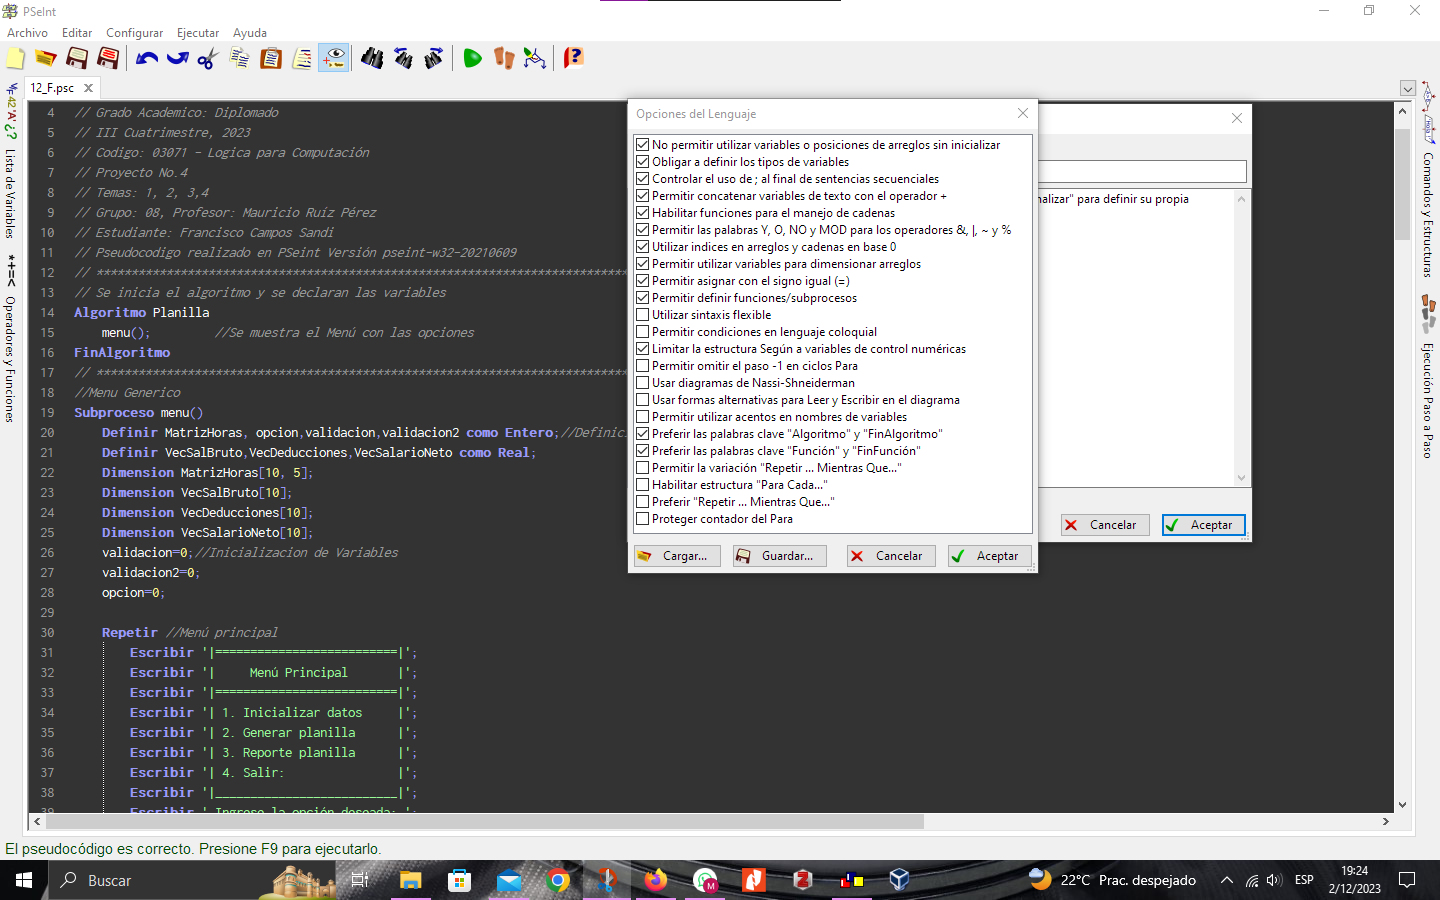 PSeInt
Archivo Editar Configurar Ejecutar Ayuda
12_F.psc
Lista de Variables
Operadores y Funciones
*+=<
4 // Grado Academico: Diplomado
5 // III Cuatrimestre, 2023
6 // Codigo: 03071 - Logica para Computación
7 // Proyecto No.4
8 // Temas: 1, 2, 3,4
9 // Grupo: 08, Profesor: Mauricio Ruíz Pérez
10 // Estudiante: Francisco Campos Sandi
11 // Pseudocodigo realizado en PSeint Versión pseint-w32-20210609
12 // ****************************************************************************
13 // Se inicia el algoritmo y se declaran las variables
14 Algoritmo Planilla
15 menu(); //Se muestra el Menú con las opciones
16 FinAlgoritmo
17 // ****************************************************************************
18 //Menu Generico
19 Subproceso menu()
20 Definir MatrizHoras, opcion,validacion,validacion2 como Entero;//Definic
21 Definir VecSalBruto,VecDeducciones,VecSalarioNeto como Real;
22 Dimension MatrizHoras[10, 5];
23 Dimension VecSalBruto[10];
24 Dimension VecDeducciones[10];
25 Dimension VecSalarioNeto[10];
26 validacion=0;//Inicializacion de Variables
27 validacion2=0;
28 opcion=0;
29
30 Repetir //Menú principal
31 Escribir '|==========================|';
32 Escribir '| Menú Principal |';
33 Escribir '|==========================|';
34 Escribir '| 1. Inicializar datos |';
35 Escribir '| 2. Generar planilla |';
36 Escribir '| 3. Reporte planilla |';
37 Escribir '| 4. Salir: |';
38 Escribir '|__________________________|';
39 Escribir ' Ingrese la opción deseada: ';
Opciones del Lenguaje
No permitir utilizar variables o posiciones de arreglos sin inicializar
Obligar a definir los tipos de variables
Controlar el uso de ; al final de sentencias secuenciales
Permitir concatenar variables de texto con el operador +
Habilitar funciones para el manejo de cadenas
Permitir las palabras Y, O, NO y MOD para los operadores &, |, ~ y %
Utilizar indices en arreglos y cadenas en base 0
Permitir utilizar variables para dimensionar arreglos
Permitir asignar con el signo igual (=)
Permitir definir funciones/subprocesos
Utilizar sintaxis flexible
Permitir condiciones en lenguaje coloquial
Limitar la estructura Según a variables de control numéricas
Permitir omitir el paso -1 en ciclos Para
Usar diagramas de Nassi-Shneiderman
Usar formas alternativas para Leer y Escribir en el diagrama
Permitir utilizar acentos en nombres de variables
Preferir las palabras clave "Algoritmo" y "FinAlgoritmo"
Preferir las palabras clave "Función" y "FinFunción"
Permitir la variación "Repetir ... Mientras Que..."
Habilitar estructura "Para Cada..."
Preferir "Repetir ... Mientras Que..."
Proteger contador del Para
Cargar... Guardar... Cancelar Aceptar
nalizar" para definir su propia
Cancelar Aceptar
Comandos y Estructuras
Ejecución Paso a Paso
El pseudocódigo es correcto. Presione F9 para ejecutarlo.
Buscar
22°C Prac. despejado
ESP
19:24
2/12/2023